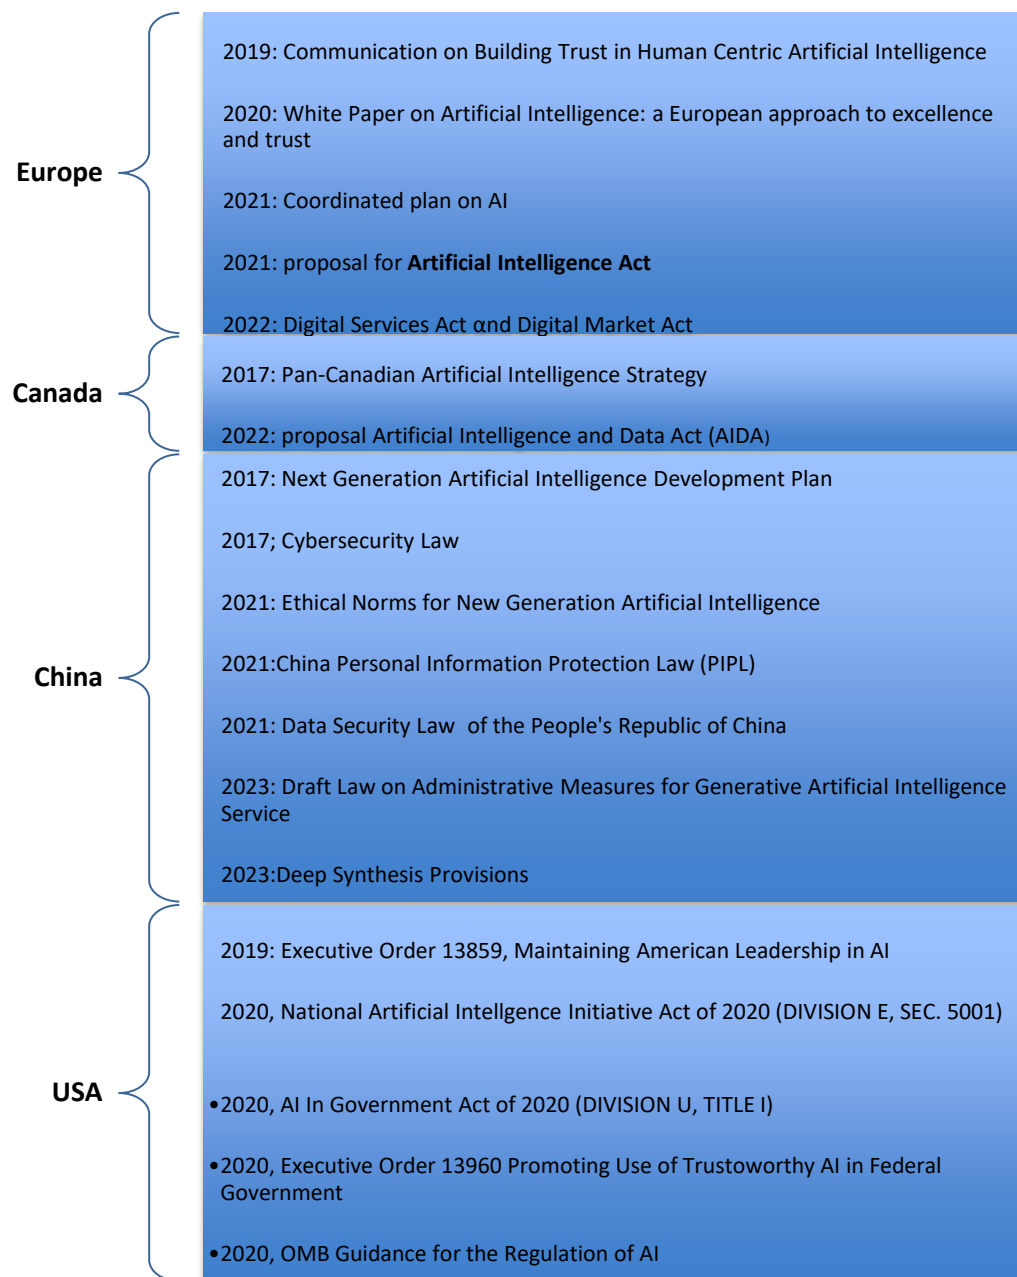 Europe
2019: Communication on Building Trust in Human Centric Artificial Intelligence
2020: White Paper on Artificial Intelligence: a European approach to excellence
and trust
2021: Coordinated plan on AI
2021: proposal for Artificial Intelligence Act
2022: Digital Services Act αnd Digital Market Act
Canada
2017: Pan-Canadian Artificial Intelligence Strategy
2022: proposal Artificial Intelligence and Data Act (AIDA)
China
2017: Next Generation Artificial Intelligence Development Plan
2017; Cybersecurity Law
2021: Ethical Norms for New Generation Artificial Intelligence
2021:China Personal Information Protection Law (PIPL)
2021: Data Security Law  of the People's Republic of China
2023: Draft Law on Administrative Measures for Generative Artificial Intelligence
Service
2023:Deep Synthesis Provisions
USA
2019: Executive Order 13859, Maintaining American Leadership in AI
2020, National Artificial Intellgence Initiative Act of 2020 (DIVISION E, SEC. 5001)
•2020, AI In Government Act of 2020 (DIVISION U, TITLE I)
•2020, Executive Order 13960 Promoting Use of Trustoworthy AI in Federal
Government
•2020, OMB Guidance for the Regulation of AI